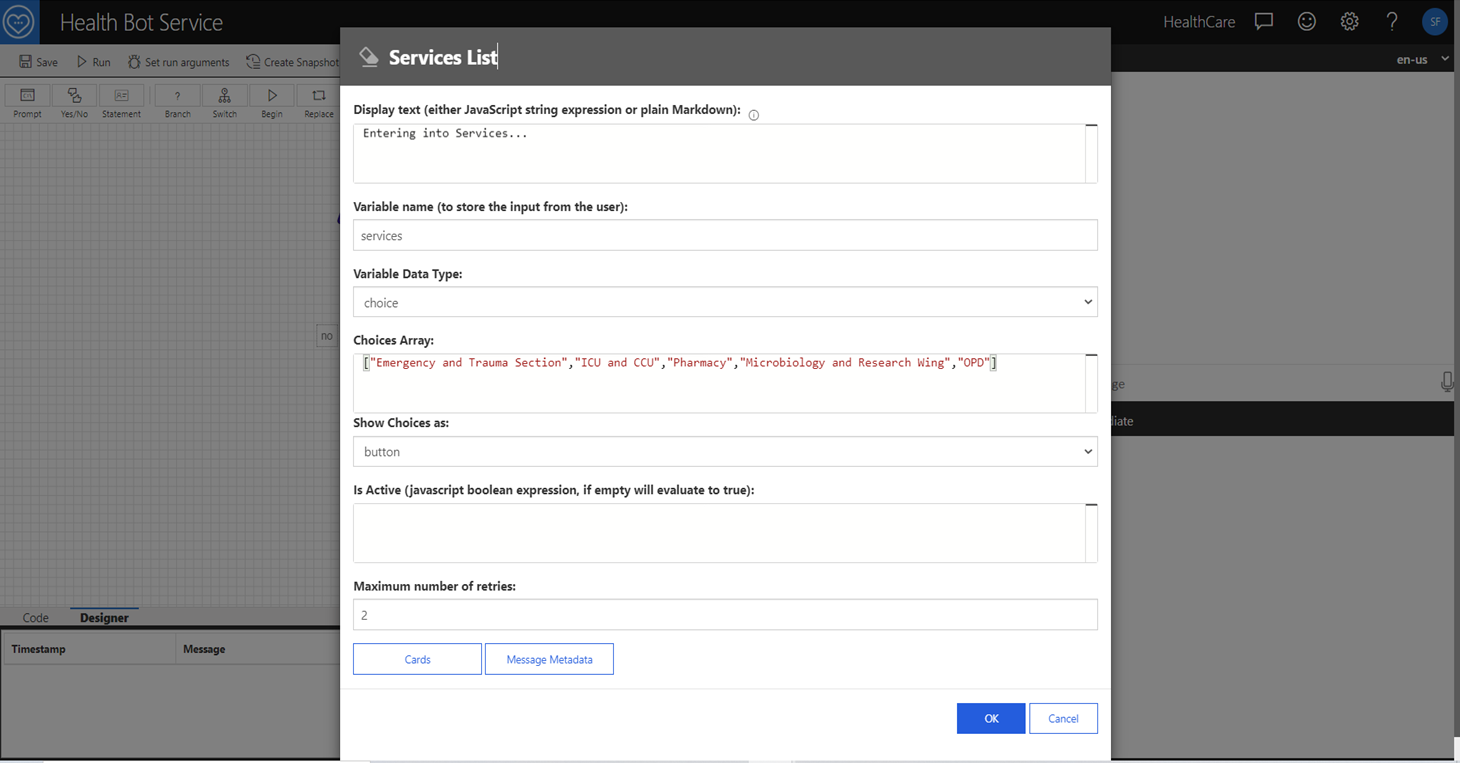 Health Bot Service
HealthCare
SF
Save
Run
Set run arguments
Create Snapshot
en-us
Prompt
Yes/No
Statement
Branch
Switch
Begin
Replace
Services List
Display text (either JavaScript string expression or plain Markdown):
Entering into Services...
Variable name (to store the input from the user):
services
Variable Data Type:
choice
no
Choices Array:
["Emergency and Trauma Section","ICU and CCU","Pharmacy","Microbiology and Research Wing","OPD"]
ge
diate
Show Choices as:
button
Is Active (javascript boolean expression, if empty will evaluate to true):
Maximum number of retries:
2
Code
Designer
Timestamp
Message
Cards
Message Metadata
OK
Cancel